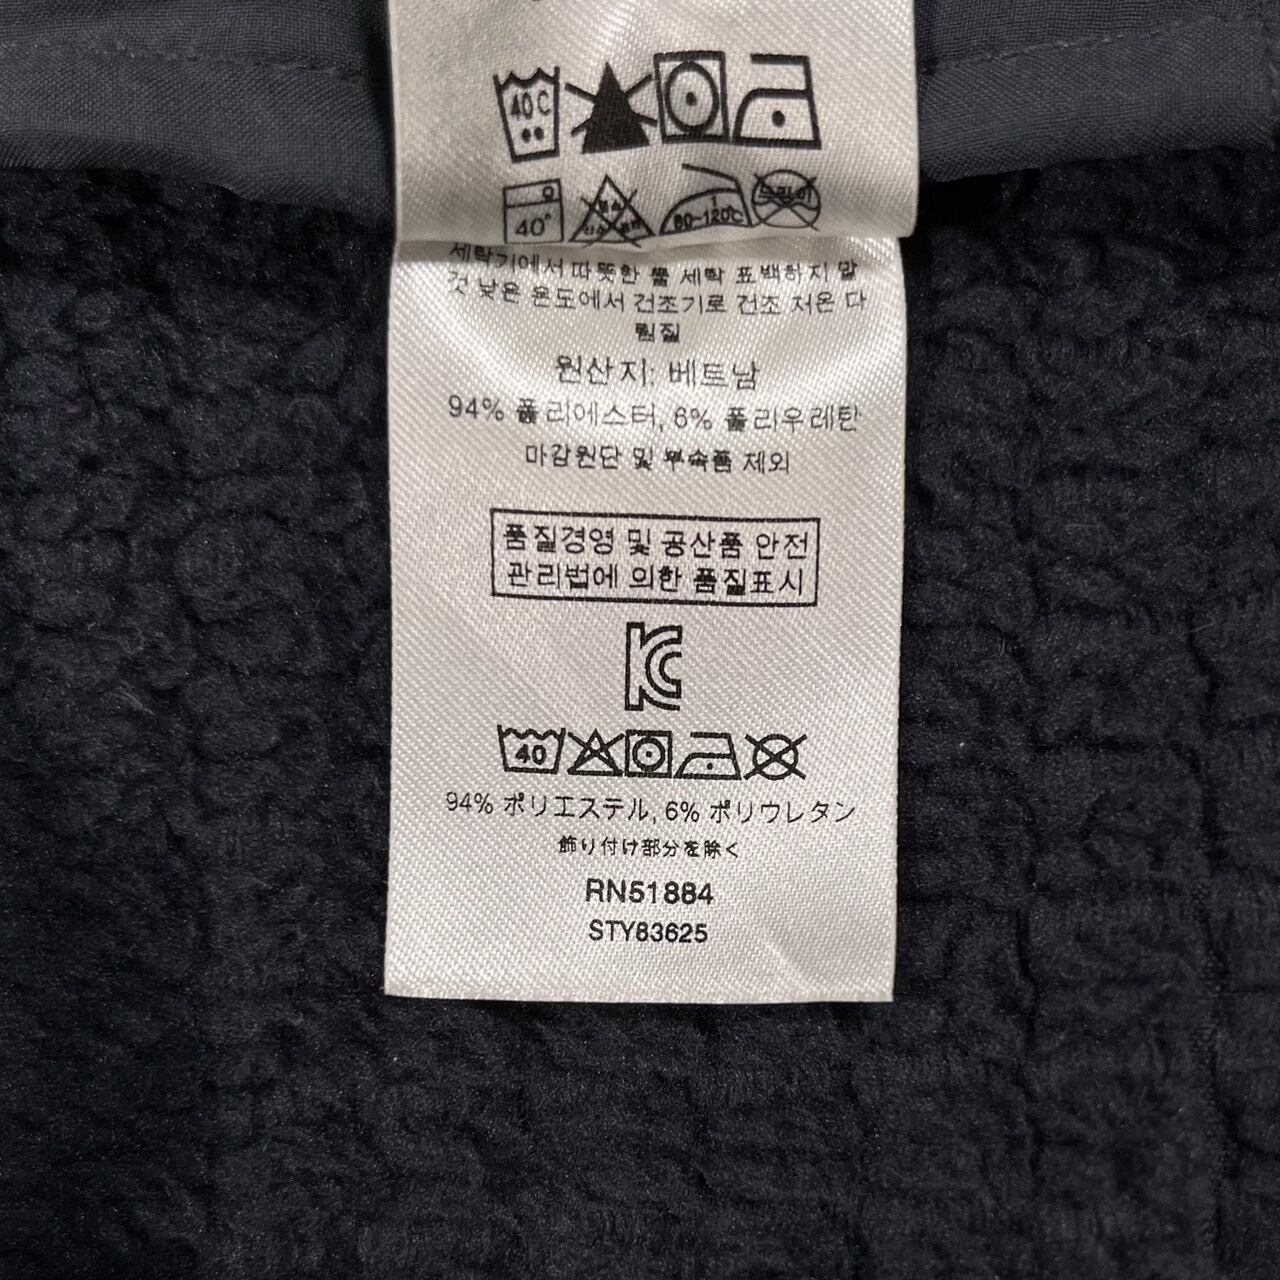 40 C
40°
80~120℃
드라이
세탁기에서 따뜻한 물 세탁 표백하지 말
것 낮은 온도에서 건조기로 건조 저온 다
림질
원산지: 베트남
94% 폴리에스터, 6% 폴리우레탄
마감원단 및 부속품 제외
품질경영 및 공산품 안전
관리법에 의한 품질표시
KC
40
94% ポリエステル, 6% ポリウレタン
飾り付け部分を除く
RN51884
STY83625